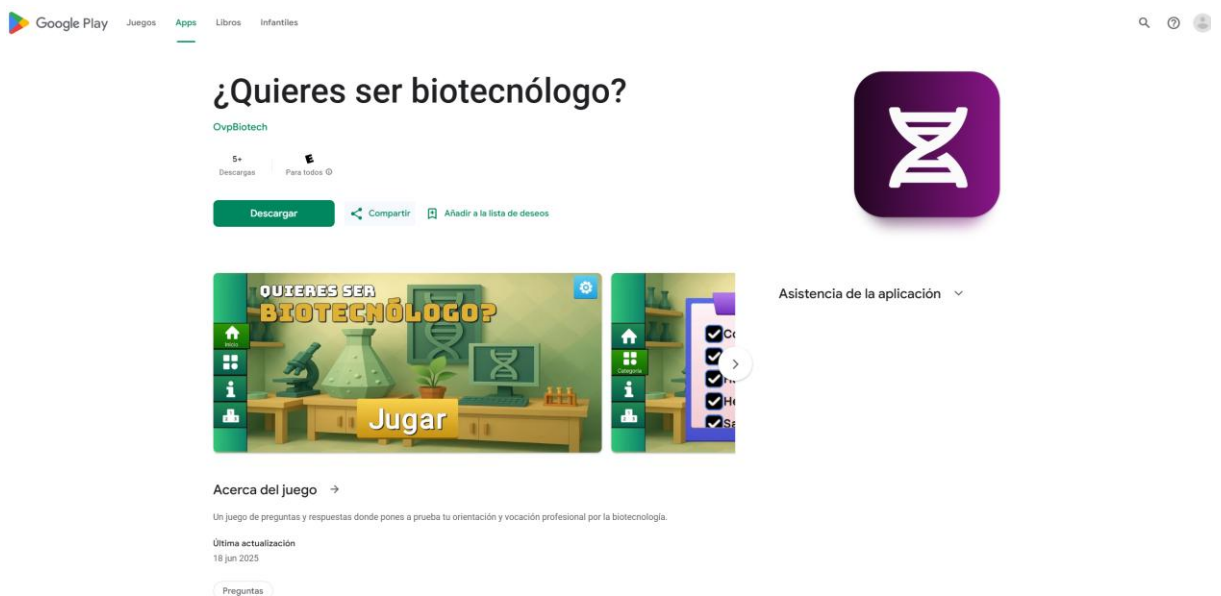 Google Play Juegos Apps Libros Infantiles
¿Quieres ser biotecnólogo?
OvpBiotech
5+
Descargas
E
Para todos
Descargar Compartir Añadir a la lista de deseos
QUIERES SER
BIOTECNÓLOGO?
Inicio
Jugar
Categoría
Asistencia de la aplicación
Acerca del juego
Un juego de preguntas y respuestas donde pones a prueba tu orientación y vocación profesional por la biotecnología.
Última actualización
18 jun 2025
Preguntas